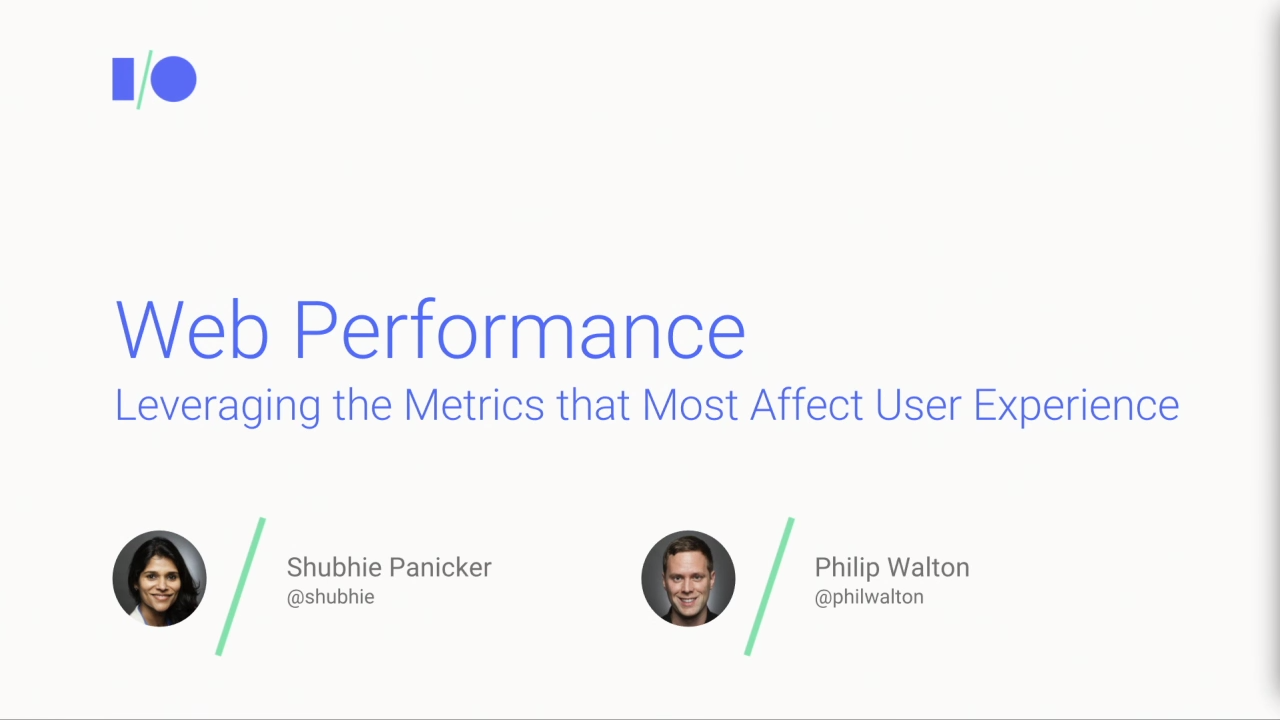 I/O
Web Performance
Leveraging the Metrics that Most Affect User Experience
Shubhie Panicker
@shubhie
Philip Walton
@philwalton